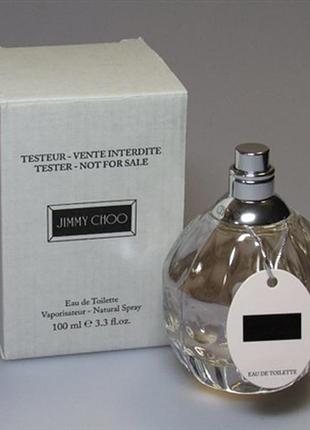 TESTEUR - VENTE INTERDITE
TESTER - NOT FOR SALE
JIMMY CHOO
Eau de Toilette
Vaporisateur - Natural Spray
100 ml ℮ 3.3 fl.oz.
EAU DE TOILETTE